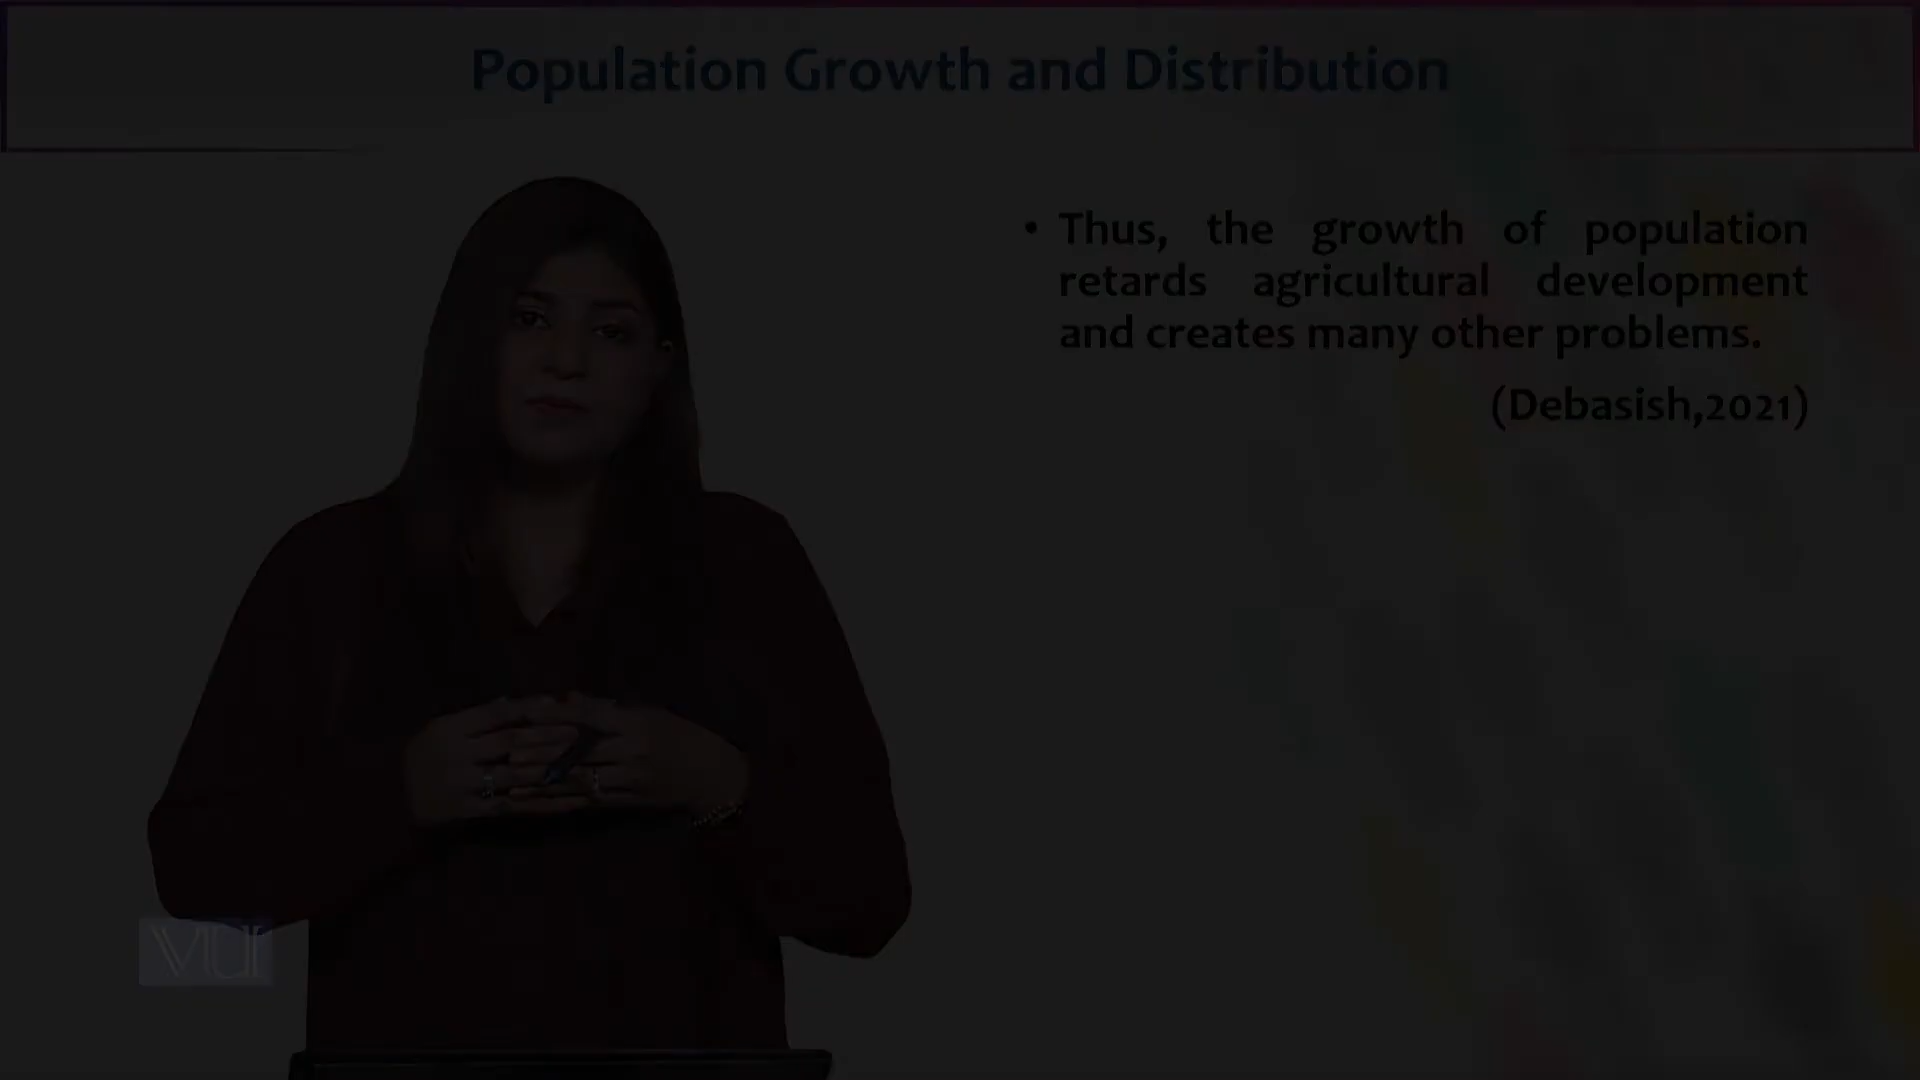 Population Growth and Distribution
• Thus, the growth of population
retards agricultural development
and creates many other problems.
(Debasish,2021)
VU